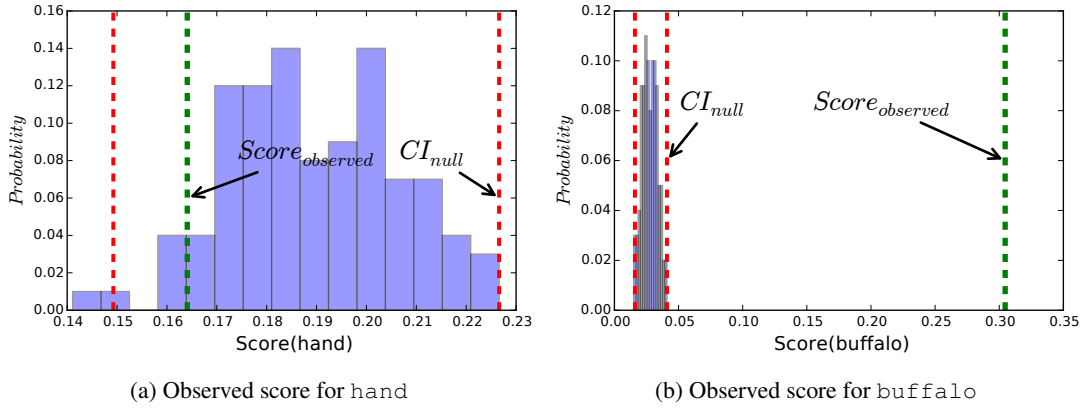 0.16
0.14
0.12
0.10
0.08
0.06
0.04
0.02
0.00
Probability
Score_observed
CI_null
0.14 0.15 0.16 0.17 0.18 0.19 0.20 0.21 0.22 0.23
Score(hand)
(a) Observed score for hand
0.12
0.10
0.08
0.06
0.04
0.02
0.00
Probability
CI_null
Score_observed
0.00 0.05 0.10 0.15 0.20 0.25 0.30 0.35
Score(buffalo)
(b) Observed score for buffalo